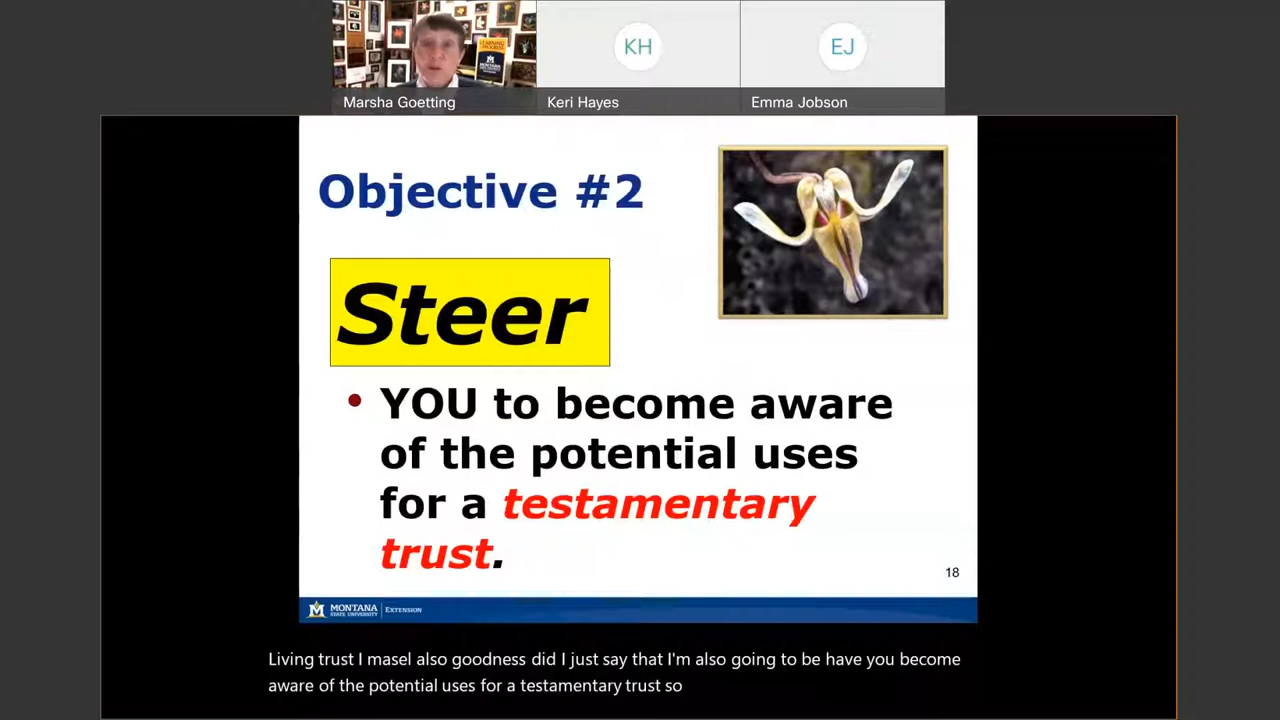 KH
EJ
Marsha Goetting
Keri Hayes
Emma Jobson
Objective #2
Steer
• YOU to become aware
of the potential uses
for a testamentary
trust.
18
MONTANA
STATE UNIVERSITY
EXTENSION
Living trust I masel also goodness did I just say that I'm also going to be have you become
aware of the potential uses for a testamentary trust so